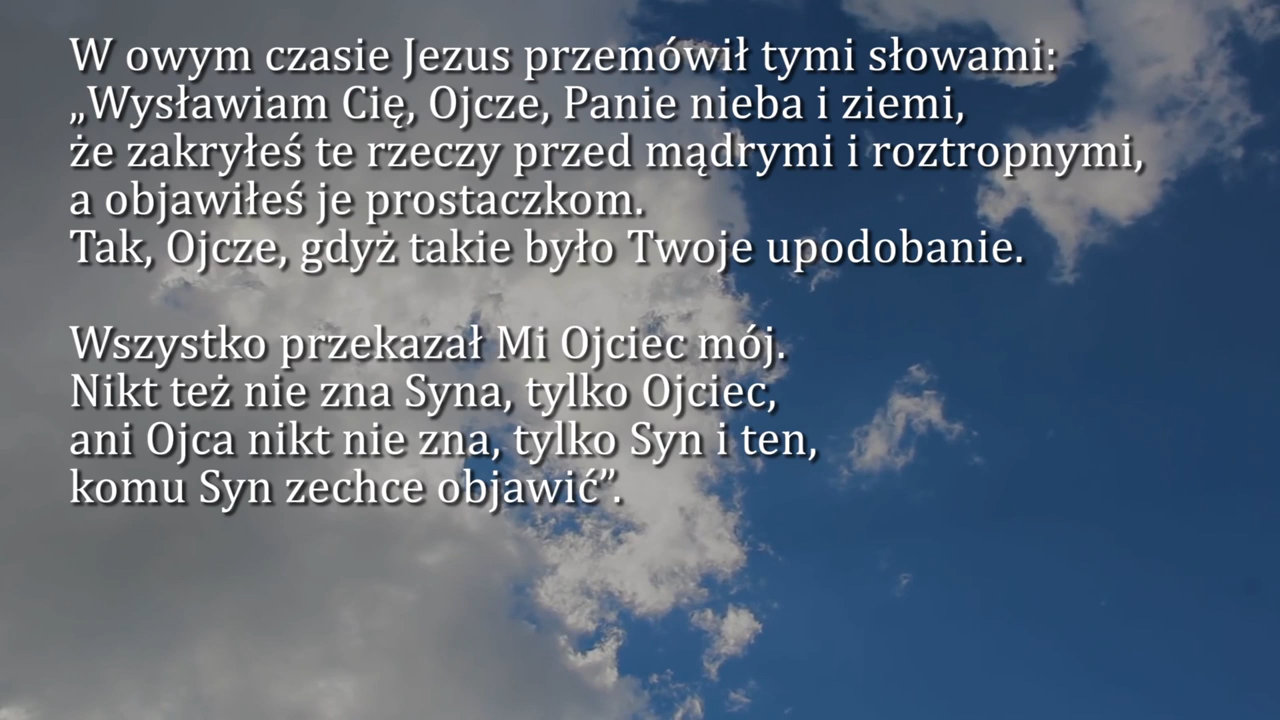 W owym czasie Jezus przemówił tymi słowami:
„Wysławiam Cię, Ojcze, Panie nieba i ziemi,
że zakryłeś te rzeczy przed mądrymi i roztropnymi,
a objawiłeś je prostaczkom.
Tak, Ojcze, gdyż takie było Twoje upodobanie.
Wszystko przekazał Mi Ojciec mój.
Nikt też nie zna Syna, tylko Ojciec,
ani Ojca nikt nie zna, tylko Syn i ten,
komu Syn zechce objawić”.